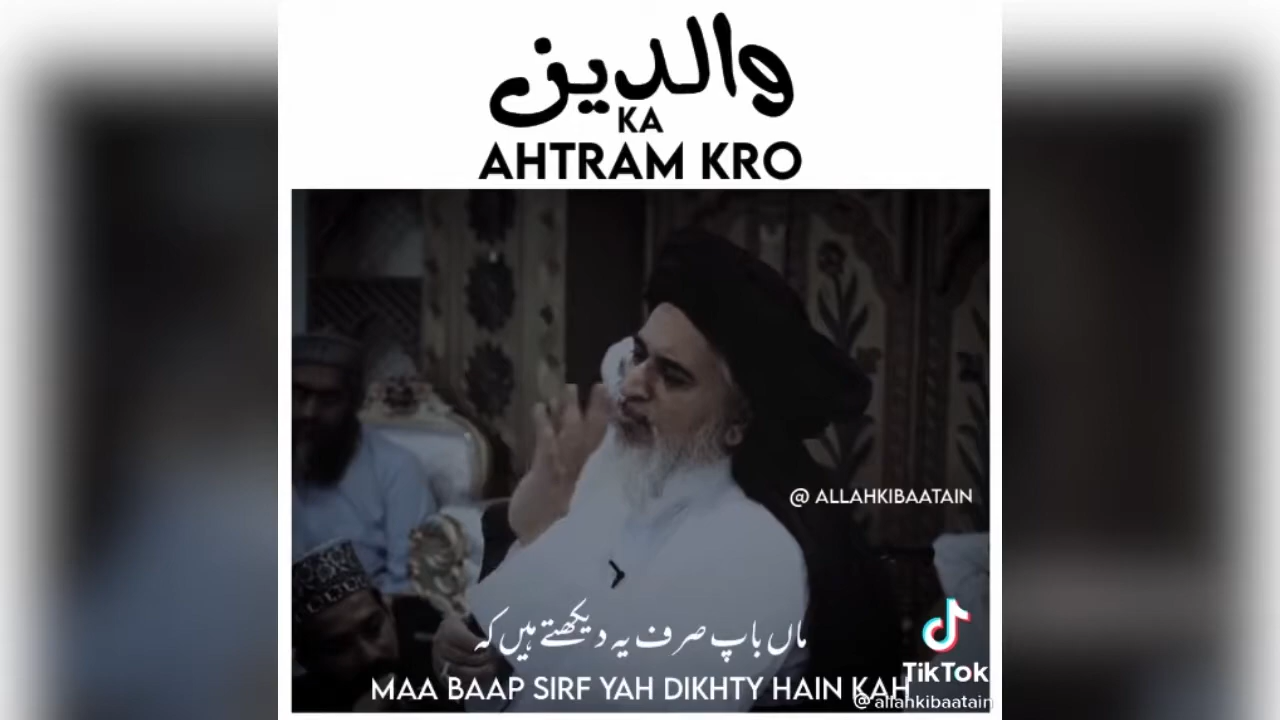 والدین
KA
AHTRAM KRO
@ ALLAHKIBAATAIN
ماں باپ صرف یہ دیکھتے ہیں کہ
MAA BAAP SIRF YAH DIKHTY HAIN KAH
TikTok
@allahkibaatain